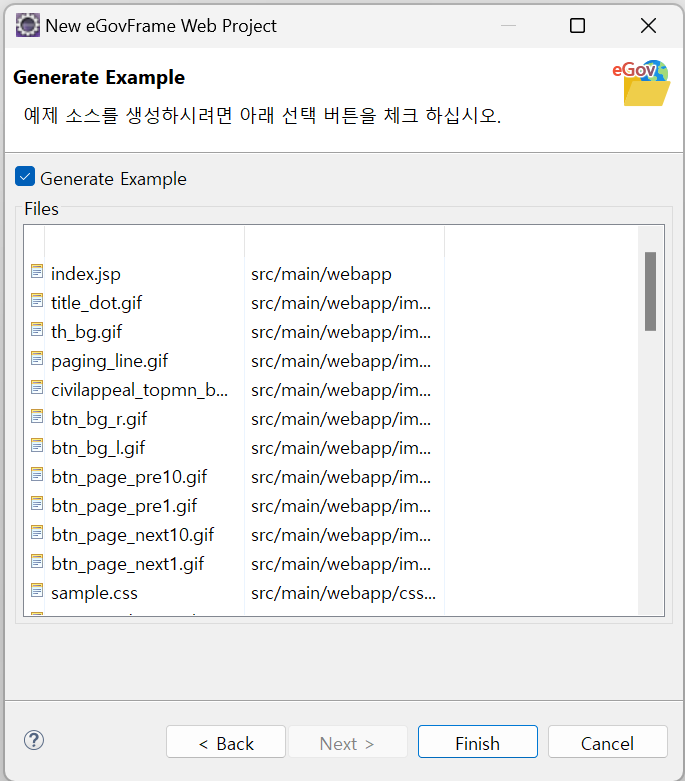 New eGovFrame Web Project
Generate Example
eGov
예제 소스를 생성하시려면 아래 선택 버튼을 체크 하십시오.
Generate Example
Files
index.jsp src/main/webapp
title_dot.gif src/main/webapp/im...
th_bg.gif src/main/webapp/im...
paging_line.gif src/main/webapp/im...
civilappeal_topmn_b... src/main/webapp/im...
btn_bg_r.gif src/main/webapp/im...
btn_bg_l.gif src/main/webapp/im...
btn_page_pre10.gif src/main/webapp/im...
btn_page_pre1.gif src/main/webapp/im...
btn_page_next10.gif src/main/webapp/im...
btn_page_next1.gif src/main/webapp/im...
sample.css src/main/webapp/css...
? < Back Next > Finish Cancel